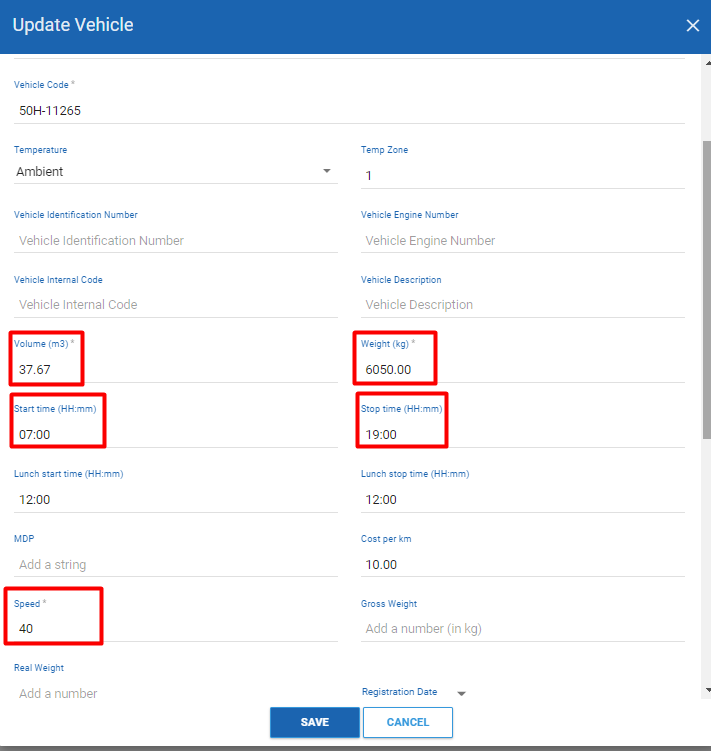 Update Vehicle
Vehicle Code *
50H-11265
Temperature
Temp Zone
Ambient
1
Vehicle Identification Number
Vehicle Engine Number
Vehicle Identification Number
Vehicle Engine Number
Vehicle Internal Code
Vehicle Description
Vehicle Internal Code
Vehicle Description
Volume (m3) *
Weight (kg) *
37.67
6050.00
Start time (HH:mm)
Stop time (HH:mm)
07:00
19:00
Lunch start time (HH:mm)
Lunch stop time (HH:mm)
12:00
12:00
MDP
Cost per km
Add a string
10.00
Speed *
Gross Weight
40
Add a number (in kg)
Real Weight
Add a number
Registration Date
SAVE
CANCEL